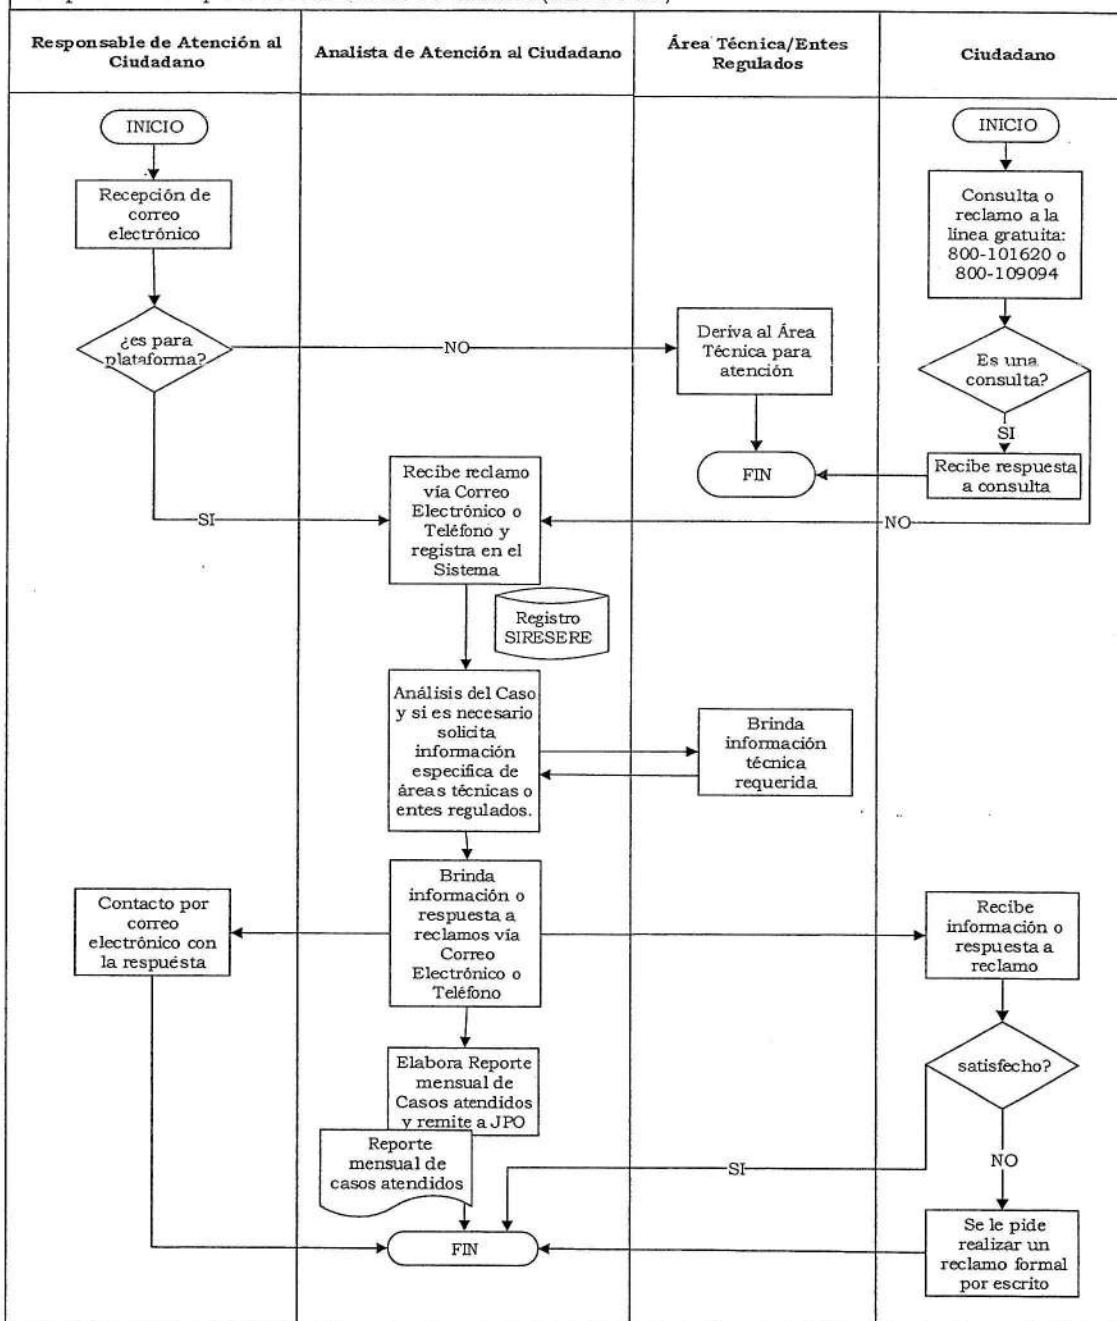 Responsable de Atención al
Ciudadano
Analista de Atención al Ciudadano
Área Técnica/Entes
Regulados
Ciudadano
INICIO
Recepción de
correo
electrónico
¿es para
plataforma?
NO
SI
INICIO
Consulta o
reclamo a la
linea gratuita:
800-101620 o
800-109094
Es una
consulta?
SI
Recibe respuesta
a consulta
NO
Deriva al Área
Técnica para
atención
FIN
Recibe reclamo
vía Correo
Electrónico o
Teléfono y
registra en el
Sistema
Registro
SIRESERE
Análisis del Caso
y si es necesario
solicita
información
especifica de
áreas técnicas o
entes regulados.
Brinda
información
técnica
requerida
Brinda
información o
respuesta a
reclamos vía
Correo
Electrónico o
Teléfono
Contacto por
correo
electrónico con
la respuésta
Recibe
información o
respuesta a
reclamo
satisfecho?
SI
NO
Elabora Reporte
mensual de
Casos atendidos
y remite a JPO
Reporte
mensual de
casos atendidos
FIN
Se le pide
realizar un
reclamo formal
por escrito